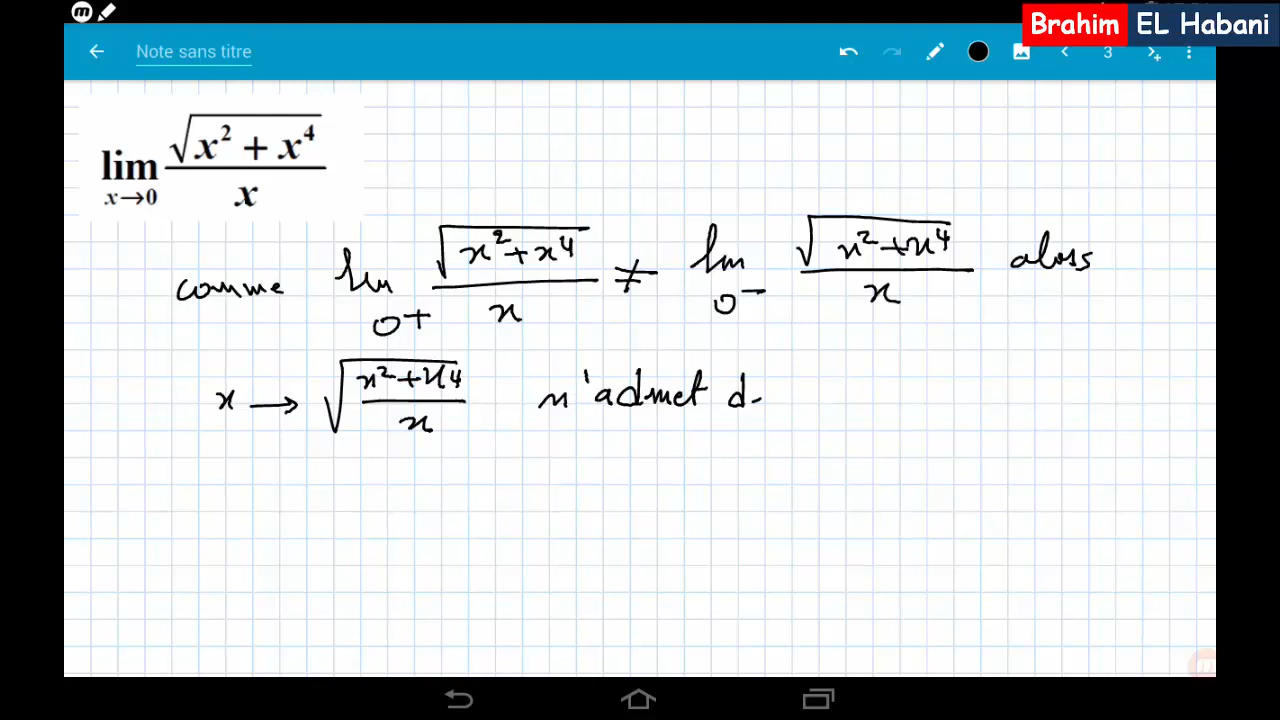 Brahim EL Habani
Note sans titre
3
lim x→0 √(x² + x⁴) / x
comme lim 0+ √(x²+x⁴) / x ≠ lim 0− √(x²+x⁴) / x alors
x → √((x²+x⁴) / x) n'admet d